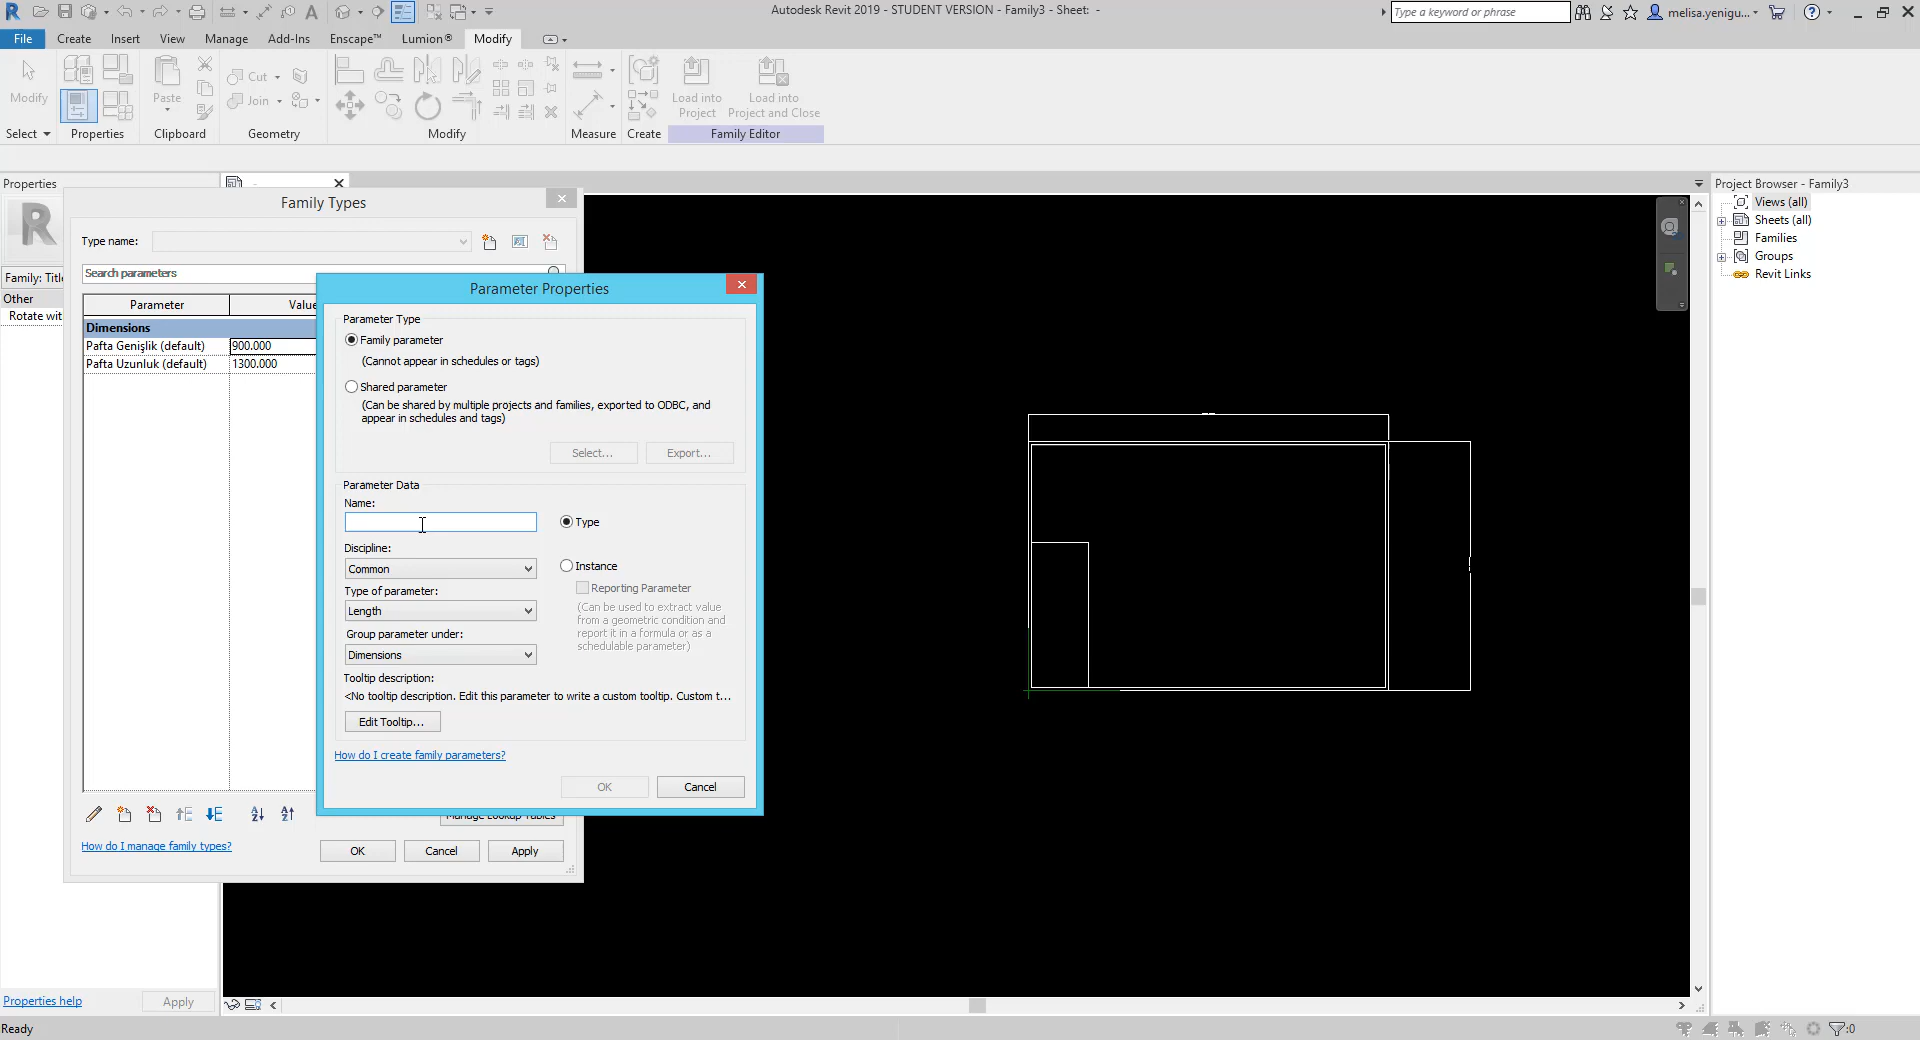 Autodesk Revit 2019 - STUDENT VERSION - Family3 - Sheet: -
Type a keyword or phrase
melisa.yenigu...
File
Create
Insert
View
Manage
Add-Ins
Enscape™
Lumion®
Modify
Modify
Paste
Cut
Join
Load into
Project
Load into
Project and Close
Select
Properties
Clipboard
Geometry
Modify
Measure
Create
Family Editor
Properties
-
Family: Title
Other
Rotate wit
Family Types
Type name:
Search parameters
Parameter
Value
Dimensions
Pafta Genişlik (default)
900.000
Pafta Uzunluk (default)
1300.000
Manage Lookup Tables
How do I manage family types?
OK
Cancel
Apply
Parameter Properties
Parameter Type
Family parameter
(Cannot appear in schedules or tags)
Shared parameter
(Can be shared by multiple projects and families, exported to ODBC, and
appear in schedules and tags)
Select...
Export...
Parameter Data
Name:
Type
Discipline:
Common
Instance
Type of parameter:
Reporting Parameter
Length
(Can be used to extract value
from a geometric condition and
report it in a formula or as a
schedulable parameter)
Group parameter under:
Dimensions
Tooltip description:
<No tooltip description. Edit this parameter to write a custom tooltip. Custom t...
Edit Tooltip...
How do I create family parameters?
OK
Cancel
Project Browser - Family3
Views (all)
Sheets (all)
Families
Groups
Revit Links
Properties help
Apply
Ready
:0